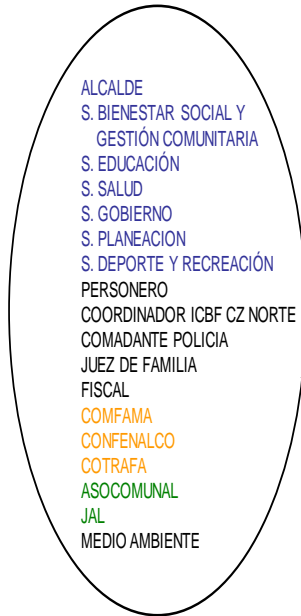 ALCALDE
S. BIENESTAR SOCIAL Y
GESTIÓN COMUNITARIA
S. EDUCACIÓN
S. SALUD
S. GOBIERNO
S. PLANEACION
S. DEPORTE Y RECREACIÓN
PERSONERO
COORDINADOR ICBF CZ NORTE
COMADANTE POLICIA
JUEZ DE FAMILIA
FISCAL
COMFAMA
CONFENALCO
COTRAFA
ASOCOMUNAL
JAL
MEDIO AMBIENTE